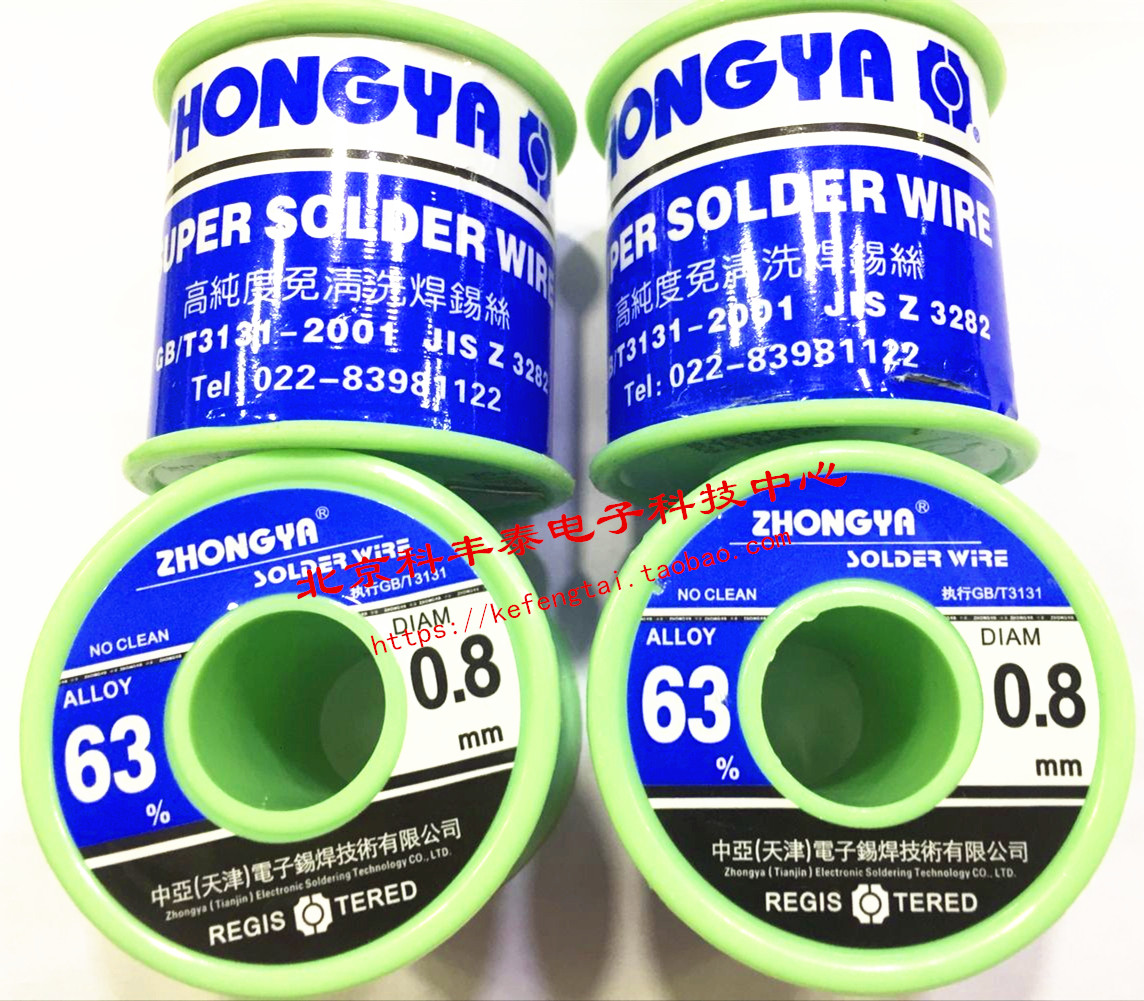 ZHONGYA
SUPER SOLDER WIRE
高純度免清洗焊錫絲
GB/T3131-2001 JIS Z 3282
Tel: 022-83981122
HONGYA
®
PER SOLDER WIRE
高純度免清洗焊錫絲
B/T3131-2001 JIS Z 3282
Tel: 022-83981122
北京科丰泰电子科技中心
https://kefengtai.taobao.com
ZHONGYA®
SOLDER WIRE
执行GB/T3131
NO CLEAN
ALLOY
63
%
DIAM
0.8
mm
中亞(天津)電子錫焊技術有限公司
Zhongya (Tianjin) Electronic Soldering Technology CO., LTD.
REGIS TERED
ZHONGYA®
SOLDER WIRE
NO CLEAN
执行GB/T3131
ALLOY
63
%
DIAM
0.8
mm
中亞(天津)電子錫焊技術有限公司
Zhongya (Tianjin) Electronic Soldering Technology CO., LTD.
REGIS TERED